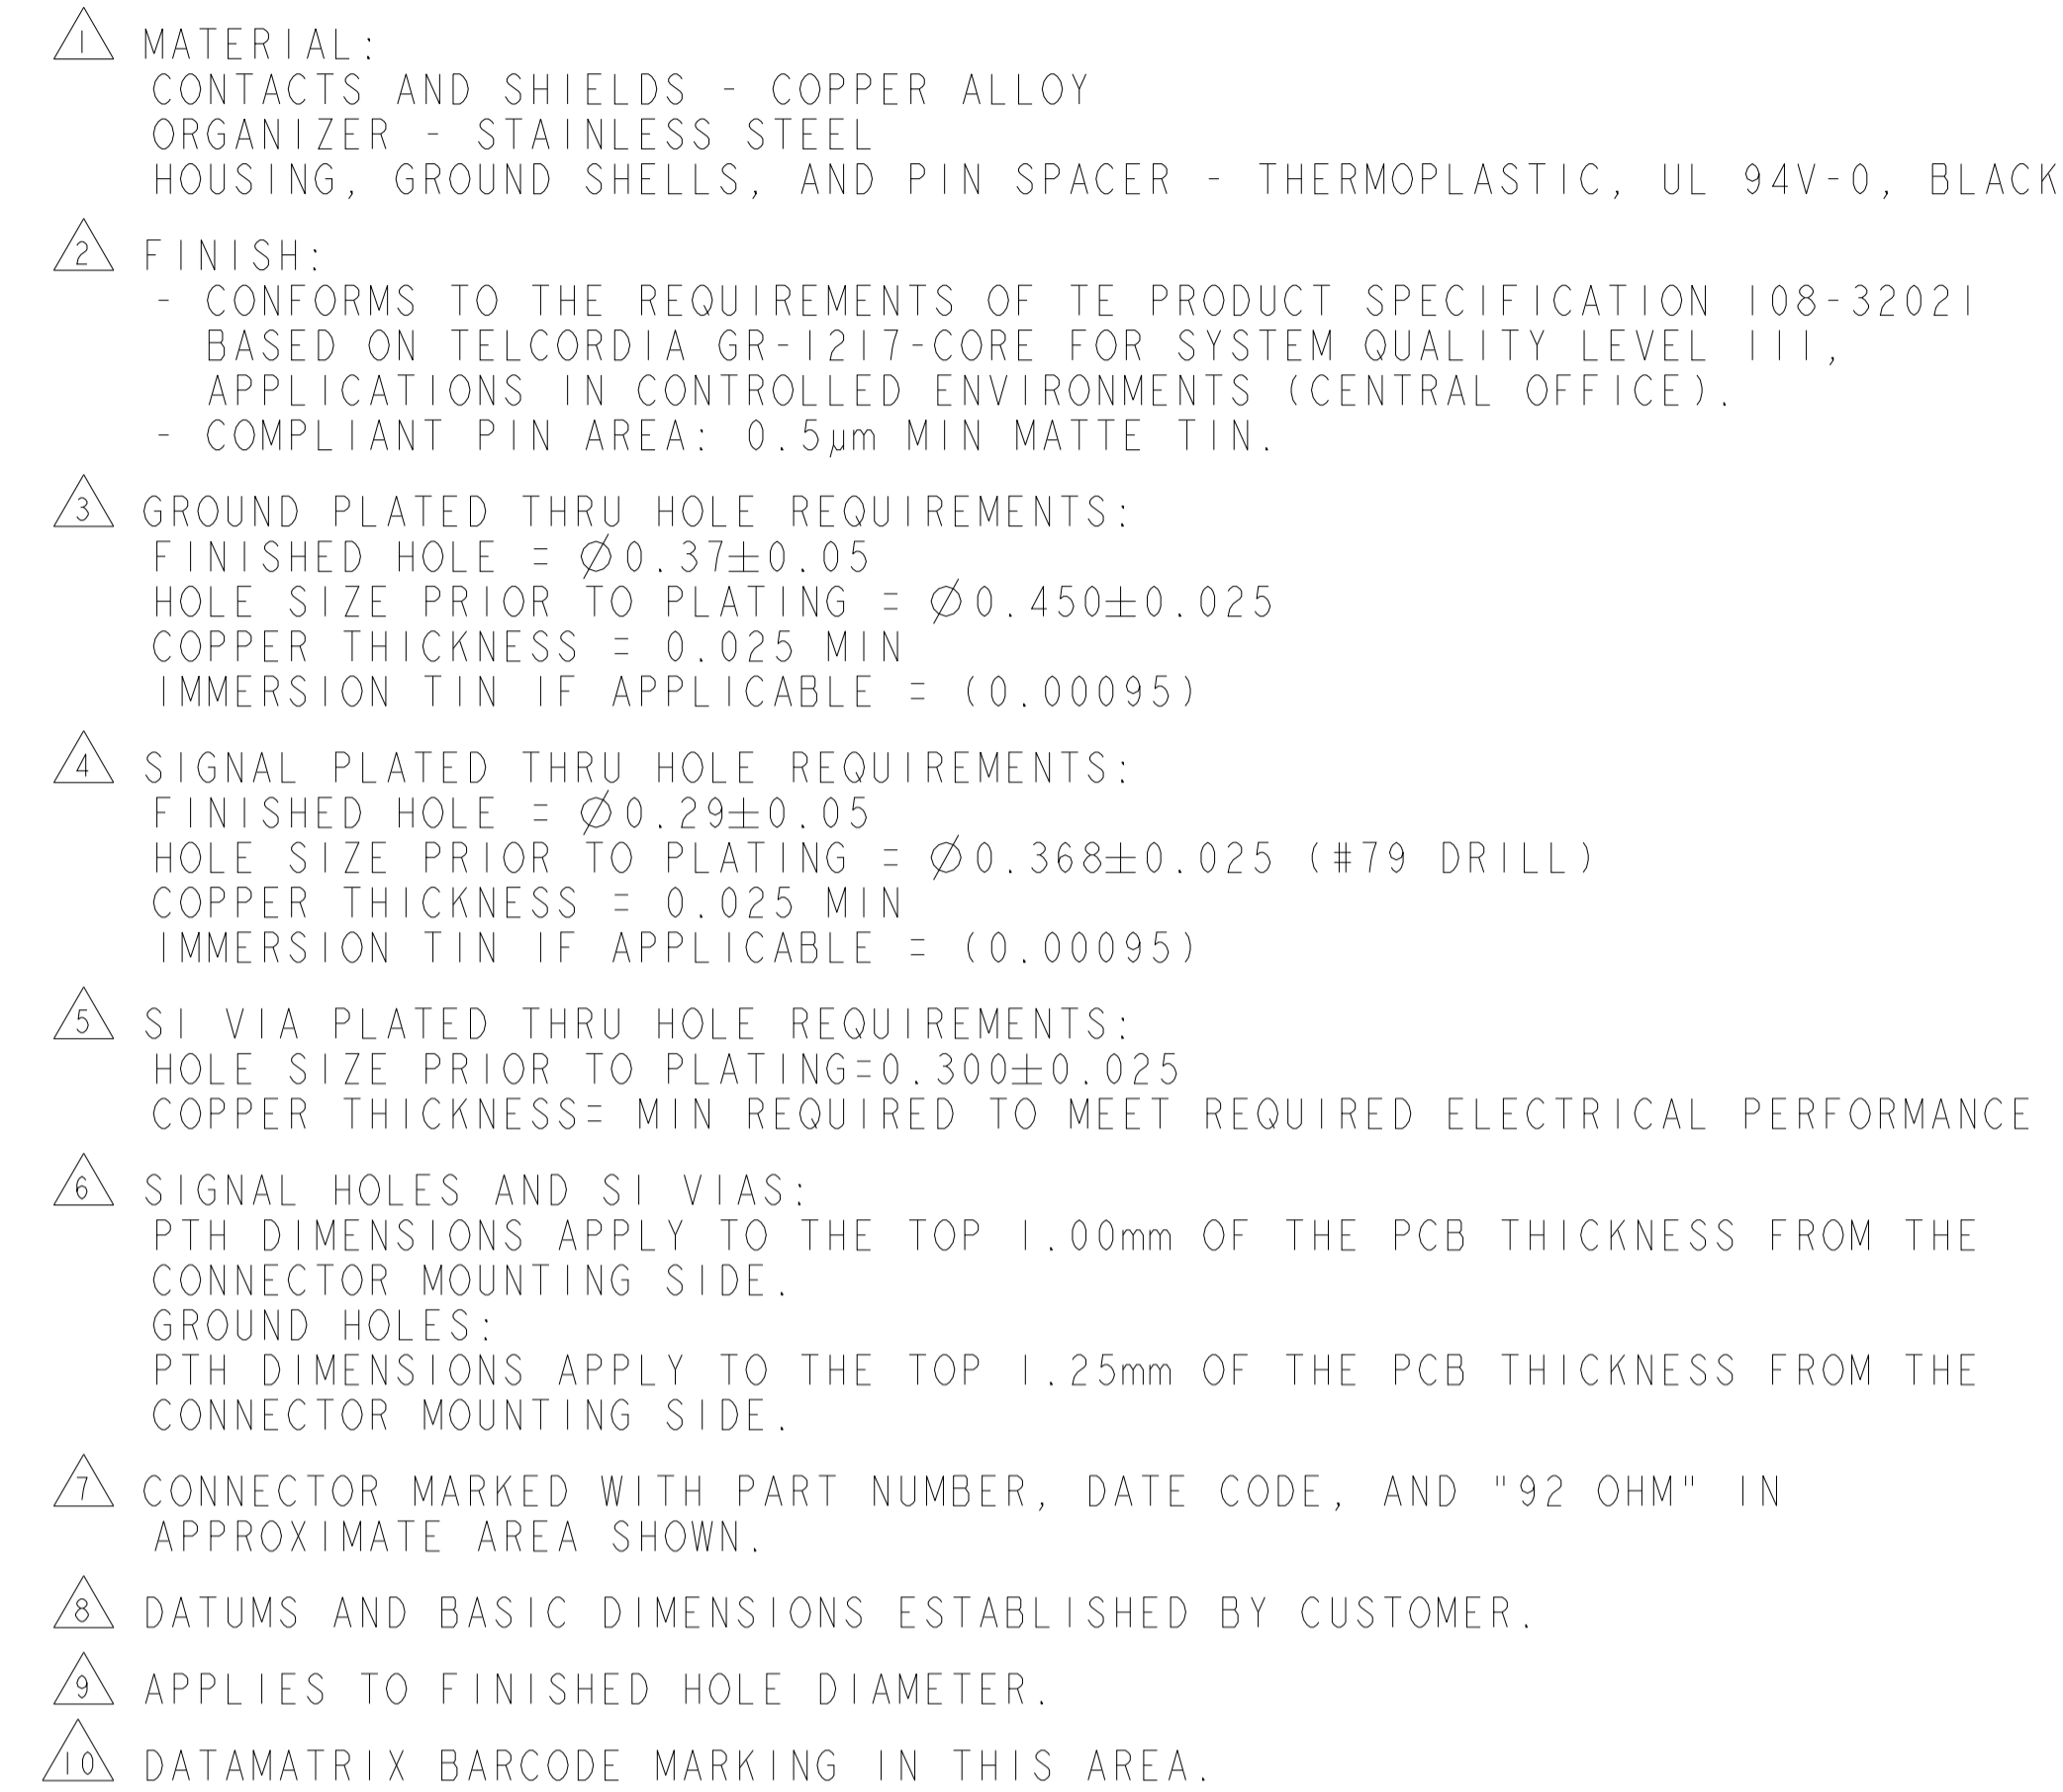 1 MATERIAL:
CONTACTS AND SHIELDS - COPPER ALLOY
ORGANIZER - STAINLESS STEEL
HOUSING, GROUND SHELLS, AND PIN SPACER - THERMOPLASTIC, UL 94V-0, BLACK
2 FINISH:
- CONFORMS TO THE REQUIREMENTS OF TE PRODUCT SPECIFICATION 108-32021
BASED ON TELCORDIA GR-1217-CORE FOR SYSTEM QUALITY LEVEL III,
APPLICATIONS IN CONTROLLED ENVIRONMENTS (CENTRAL OFFICE).
- COMPLIANT PIN AREA: 0.5µm MIN MATTE TIN.
3 GROUND PLATED THRU HOLE REQUIREMENTS:
FINISHED HOLE = Ø0.37±0.05
HOLE SIZE PRIOR TO PLATING = Ø0.450±0.025
COPPER THICKNESS = 0.025 MIN
IMMERSION TIN IF APPLICABLE = (0.00095)
4 SIGNAL PLATED THRU HOLE REQUIREMENTS:
FINISHED HOLE = Ø0.29±0.05
HOLE SIZE PRIOR TO PLATING = Ø0.368±0.025 (#79 DRILL)
COPPER THICKNESS = 0.025 MIN
IMMERSION TIN IF APPLICABLE = (0.00095)
5 SI VIA PLATED THRU HOLE REQUIREMENTS:
HOLE SIZE PRIOR TO PLATING=0.300±0.025
COPPER THICKNESS= MIN REQUIRED TO MEET REQUIRED ELECTRICAL PERFORMANCE
6 SIGNAL HOLES AND SI VIAS:
PTH DIMENSIONS APPLY TO THE TOP 1.00mm OF THE PCB THICKNESS FROM THE
CONNECTOR MOUNTING SIDE.
GROUND HOLES:
PTH DIMENSIONS APPLY TO THE TOP 1.25mm OF THE PCB THICKNESS FROM THE
CONNECTOR MOUNTING SIDE.
7 CONNECTOR MARKED WITH PART NUMBER, DATE CODE, AND "92 OHM" IN
APPROXIMATE AREA SHOWN.
8 DATUMS AND BASIC DIMENSIONS ESTABLISHED BY CUSTOMER.
9 APPLIES TO FINISHED HOLE DIAMETER.
10 DATAMATRIX BARCODE MARKING IN THIS AREA.